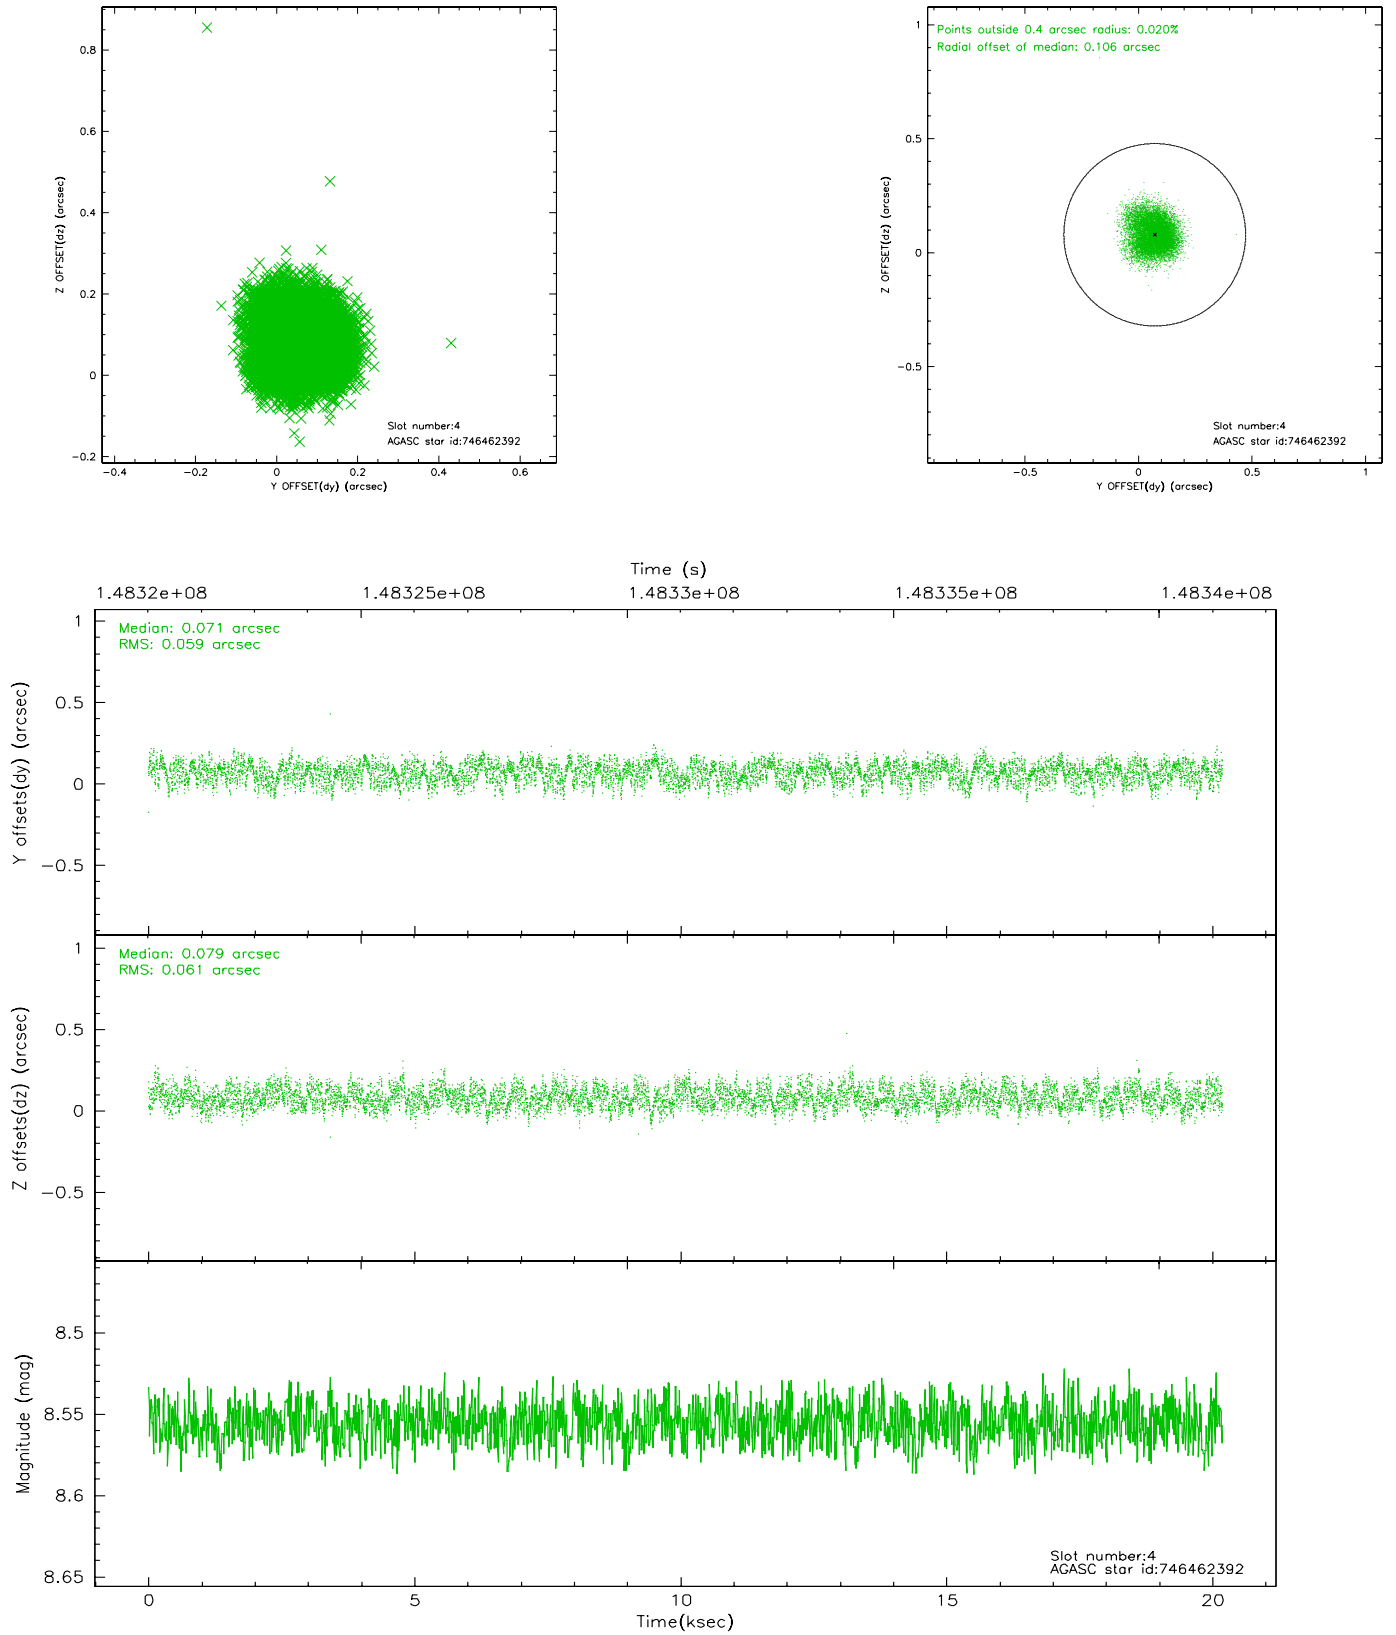 0.8
0.6
0.4
0.2
0
−0.2
Z OFFSET(dz) (arcsec)
−0.4 −0.2 0 0.2 0.4 0.6
Y OFFSET(dy) (arcsec)
Slot number:4
AGASC star id:746462392
Points outside 0.4 arcsec radius: 0.020%
Radial offset of median: 0.106 arcsec
1
0.5
0
−0.5
Z OFFSET(dz) (arcsec)
−0.5 0 0.5 1
Y OFFSET(dy) (arcsec)
Slot number:4
AGASC star id:746462392
Time (s)
1.4832e+08 1.48325e+08 1.4833e+08 1.48335e+08 1.4834e+08
Median: 0.071 arcsec
RMS: 0.059 arcsec
1
0.5
0
−0.5
Y offsets(dy) (arcsec)
Median: 0.079 arcsec
RMS: 0.061 arcsec
1
0.5
0
−0.5
Z offsets(dz) (arcsec)
8.5
8.55
8.6
8.65
Magnitude (mag)
Slot number:4
AGASC star id:746462392
0 5 10 15 20
Time(ksec)